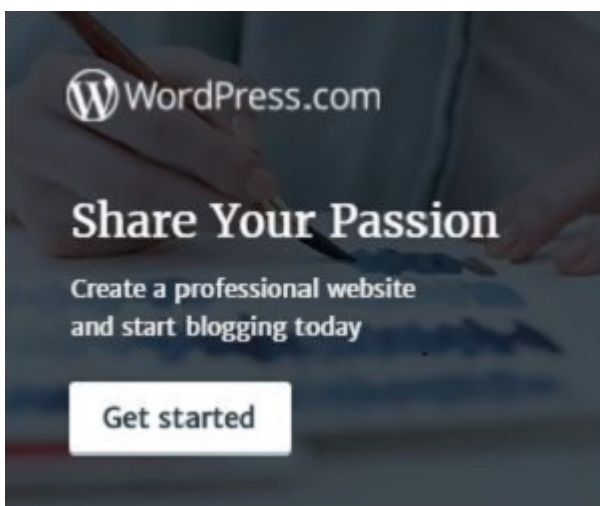 WordPress.com
Share Your Passion
Create a professional website
and start blogging today
Get started